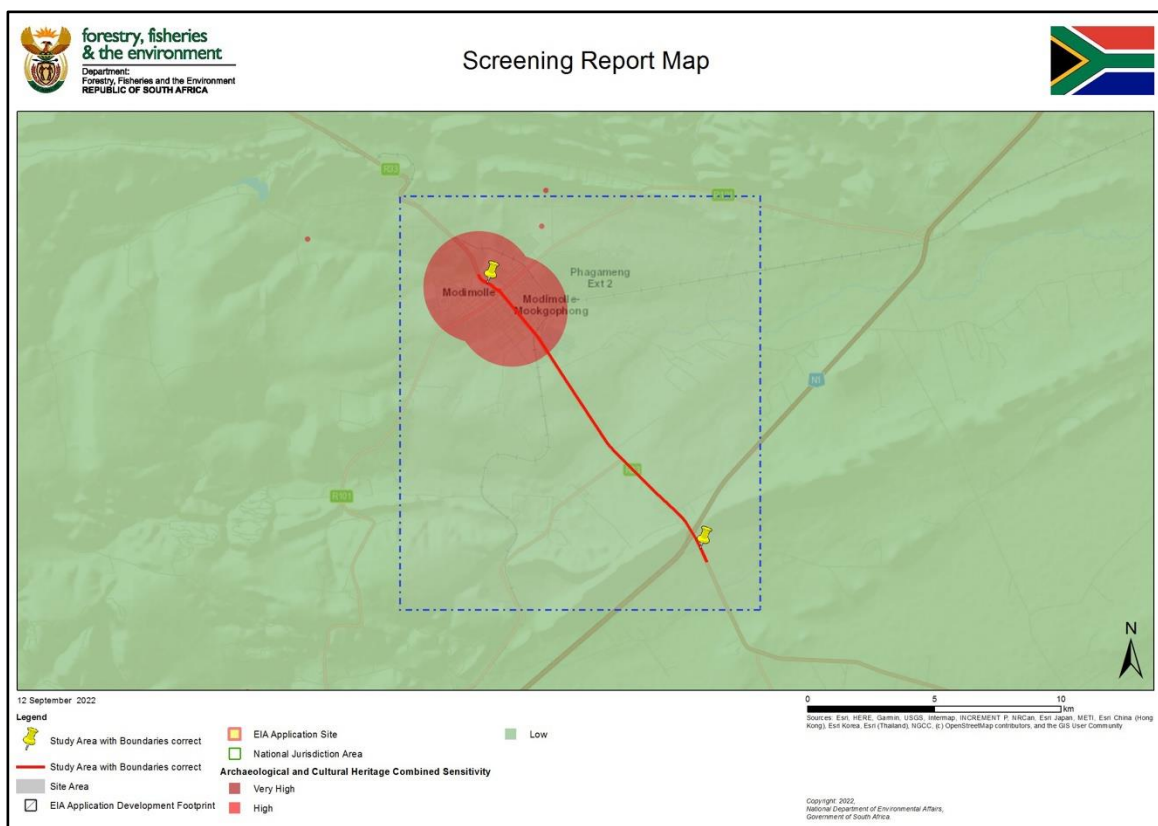 forestry, fisheries
& the environment
Department:
Forestry, Fisheries and the Environment
REPUBLIC OF SOUTH AFRICA
Screening Report Map
R33
R101
Phagameng
Ext 2
Modimolle
Modimolle-
Mookgophong
N1
R101
N
12 September 2022
0 5 10
km
Sources: Esri, HERE, Garmin, USGS, Intermap, INCREMENT P, NRCan, Esri Japan, METI, Esri China (Hong
Kong), Esri Korea, Esri (Thailand), NGCC, (c) OpenStreetMap contributors, and the GIS User Community
Legend
Study Area with Boundaries correct
Study Area with Boundaries correct
Site Area
EIA Application Development Footprint
EIA Application Site
National Jurisdiction Area
Archaeological and Cultural Heritage Combined Sensitivity
Very High
High
Low
Copyright: 2022,
National Department of Environmental Affairs,
Government of South Africa.